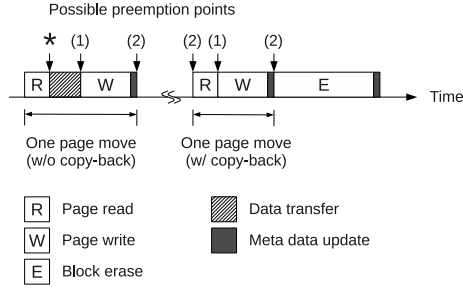 Possible preemption points
* (1) (2) (2) (1) (2)
R W R W E
Time
One page move
(w/o copy-back)
One page move
(w/ copy-back)
R Page read
Data transfer
W Page write
Meta data update
E Block erase